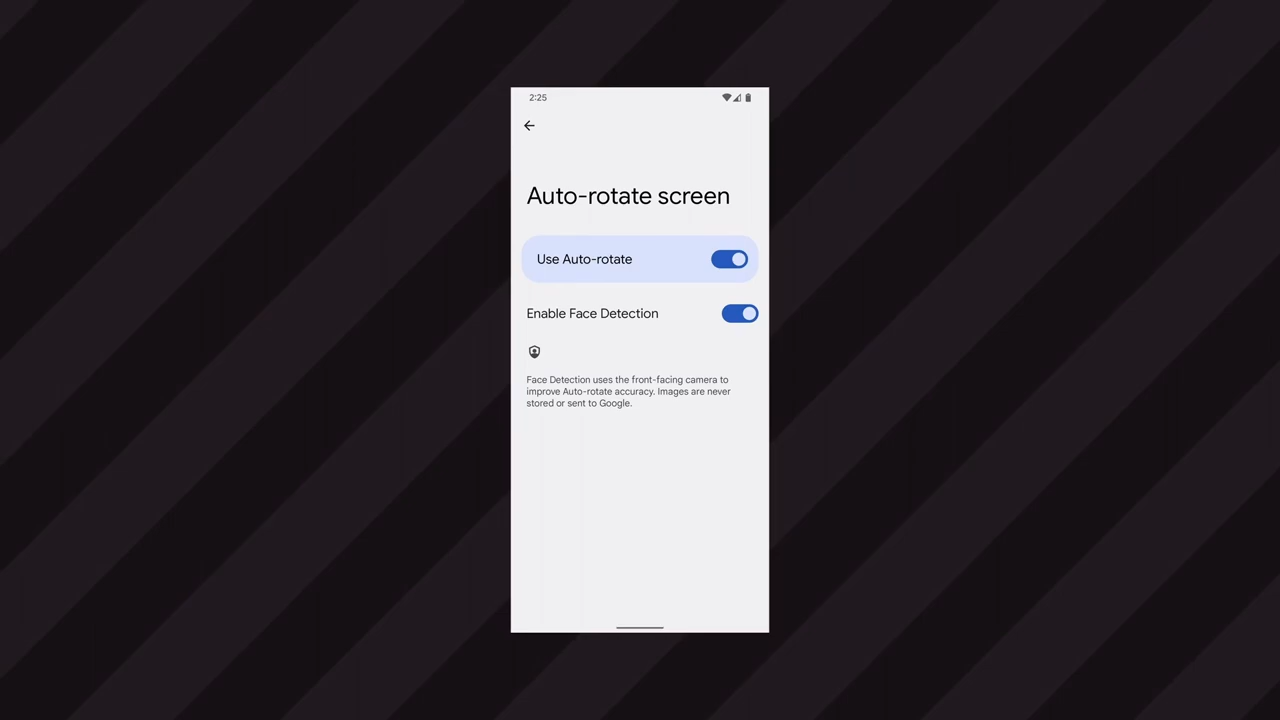 2:25
Auto-rotate screen
Use Auto-rotate
Enable Face Detection
Face Detection uses the front-facing camera to
improve Auto-rotate accuracy. Images are never
stored or sent to Google.